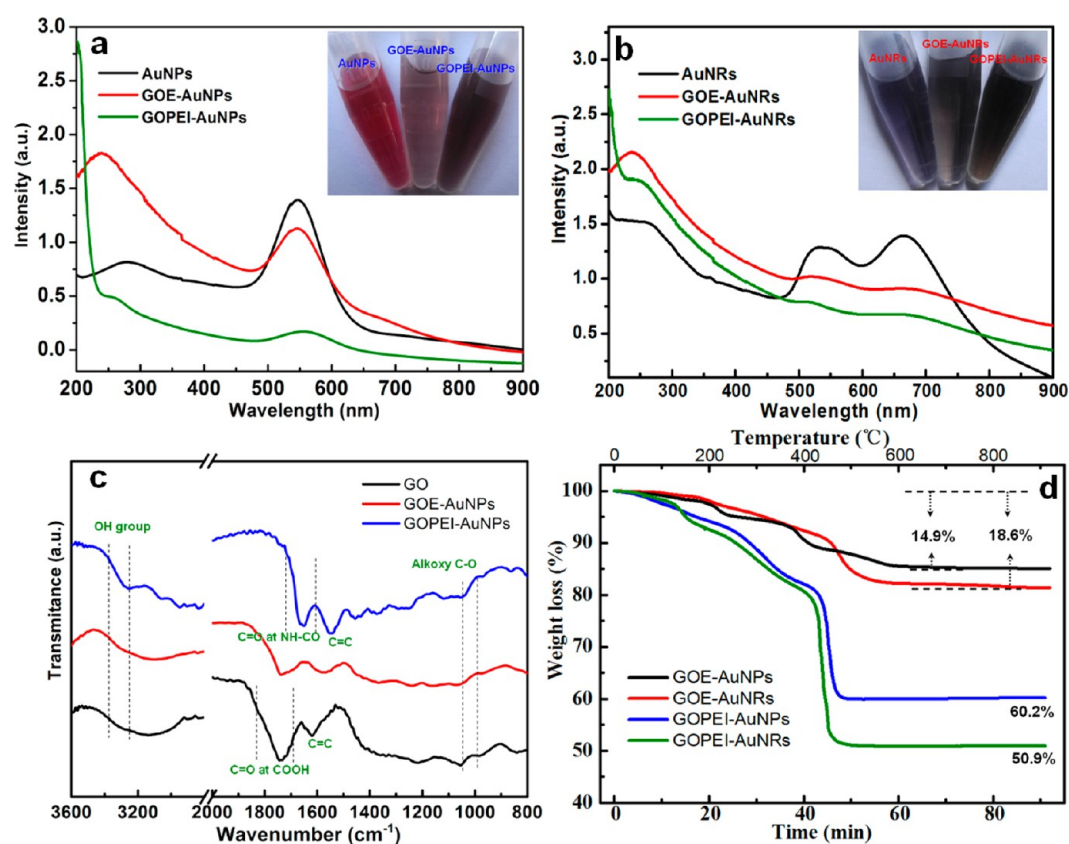 a
3.0
2.5
2.0
1.5
1.0
0.5
0.0
Intensity (a.u.)
AuNPs
GOE-AuNPs
GOPEI-AuNPs
AuNPs
GOE-AuNPs
GOPEI-AuNPs
200 300 400 500 600 700 800 900
Wavelength (nm)
b
3.0
2.5
2.0
1.5
1.0
0.5
Intensity (a.u.)
AuNRs
GOE-AuNRs
GOPEI-AuNRs
AuNRs
GOE-AuNRs
GOPEI-AuNRs
200 300 400 500 600 700 800 900
Wavelength (nm)
c
Transmitance (a.u.)
GO
GOE-AuNPs
GOPEI-AuNPs
OH group
Alkoxy C-O
C=O at NH-CO
C=C
C=C
C=O at COOH
3600 3200 1800 1600 1400 1200 1000 800
Wavenumber (cm-1)
Temperature (℃)
0 200 400 600 800
d
100
90
80
70
60
50
40
Weight loss (%)
14.9%
18.6%
GOE-AuNPs
GOE-AuNRs
GOPEI-AuNPs
GOPEI-AuNRs
60.2%
50.9%
0 20 40 60 80
Time (min)